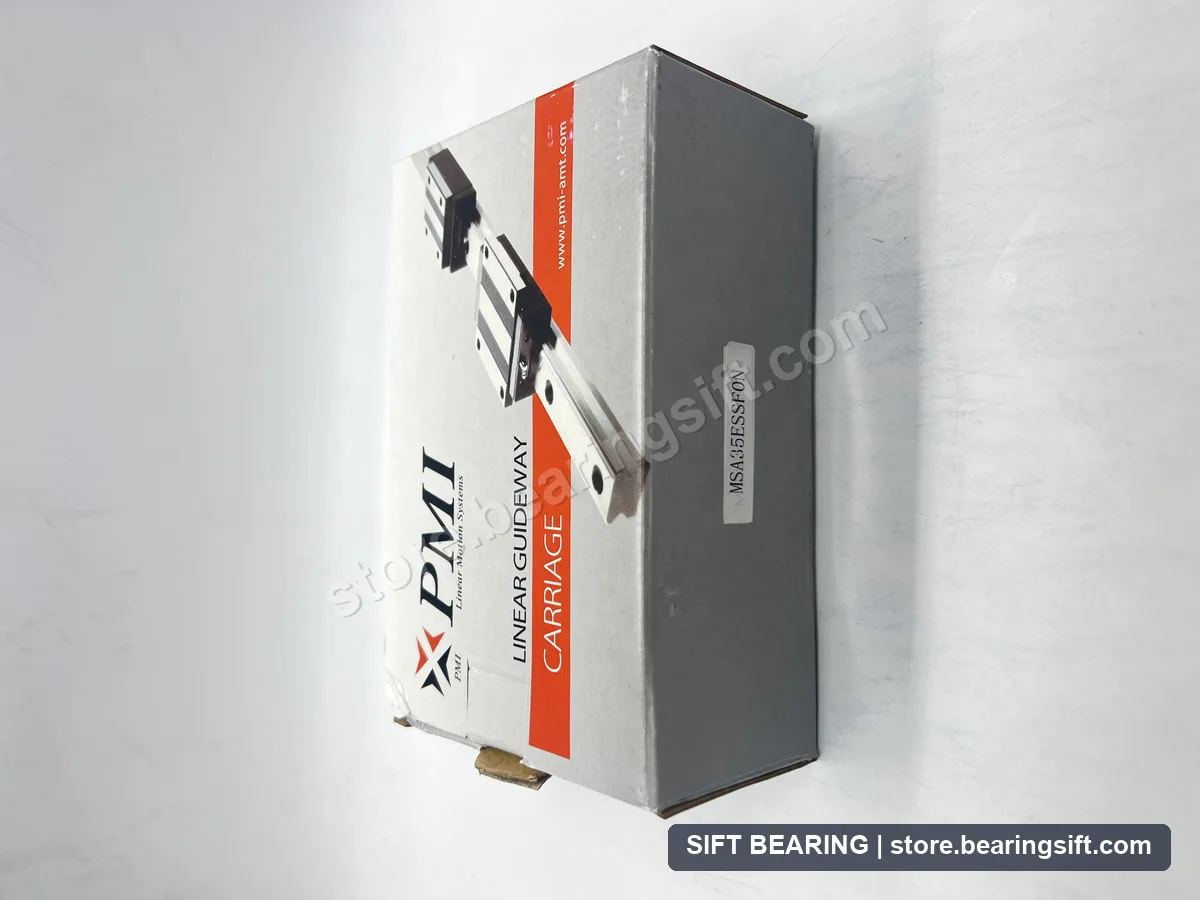 PMI
PMI
Linear Motion Systems
LINEAR GUIDEWAY
CARRIAGE
www.pmi-amt.com
MSA35ESSFON
store.bearingsift.com
SIFT BEARING | store.bearingsift.com